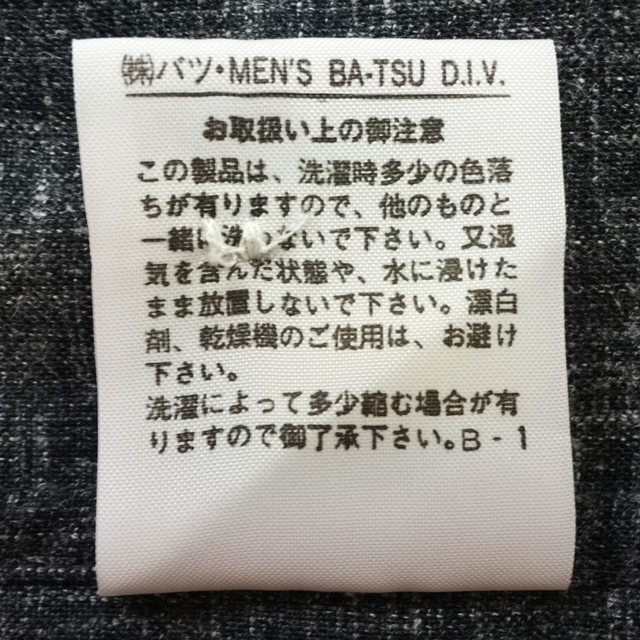 ㈱バツ・MEN'S BA-TSU D.I.V.
お取扱い上の御注意
この製品は、洗濯時多少の色落
ちが有りますので、他のものと
一緒に洗わないで下さい。又湿
気を含んだ状態や、水に浸けた
まま放置しないで下さい。漂白
剤、乾燥機のご使用は、お避け
下さい。
洗濯によって多少縮む場合が有
りますので御了承下さい。B-1